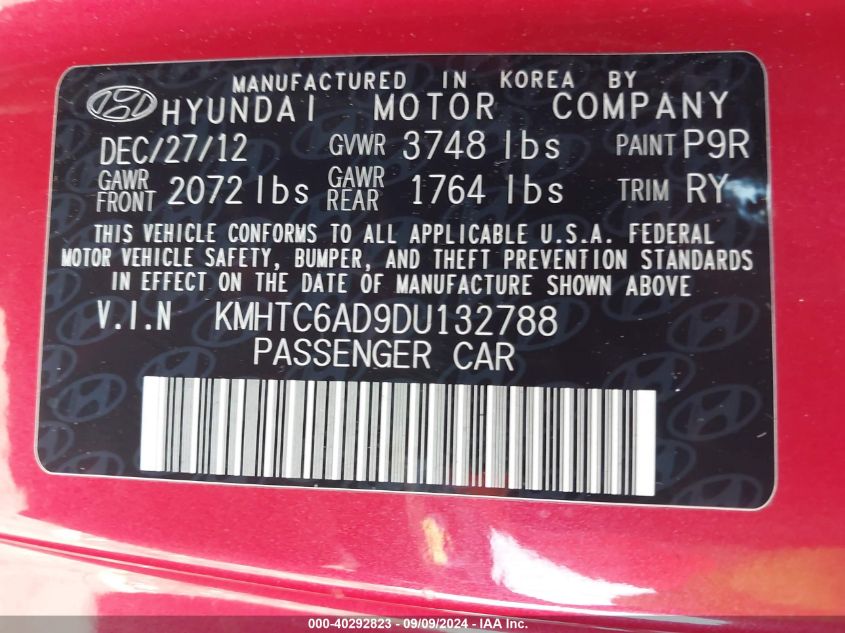 MANUFACTURED IN KOREA BY
HYUNDAI MOTOR COMPANY
DEC/27/12 GVWR 3748 lbs PAINT P9R
GAWR FRONT 2072 lbs GAWR REAR 1764 lbs TRIM RY
THIS VEHICLE CONFORMS TO ALL APPLICABLE U.S.A. FEDERAL
MOTOR VEHICLE SAFETY, BUMPER, AND THEFT PREVENTION STANDARDS
IN EFFECT ON THE DATE OF MANUFACTURE SHOWN ABOVE
V.I.N KMHTC6AD9DU132788
PASSENGER CAR
000-40292823 - 09/09/2024 - IAA Inc.